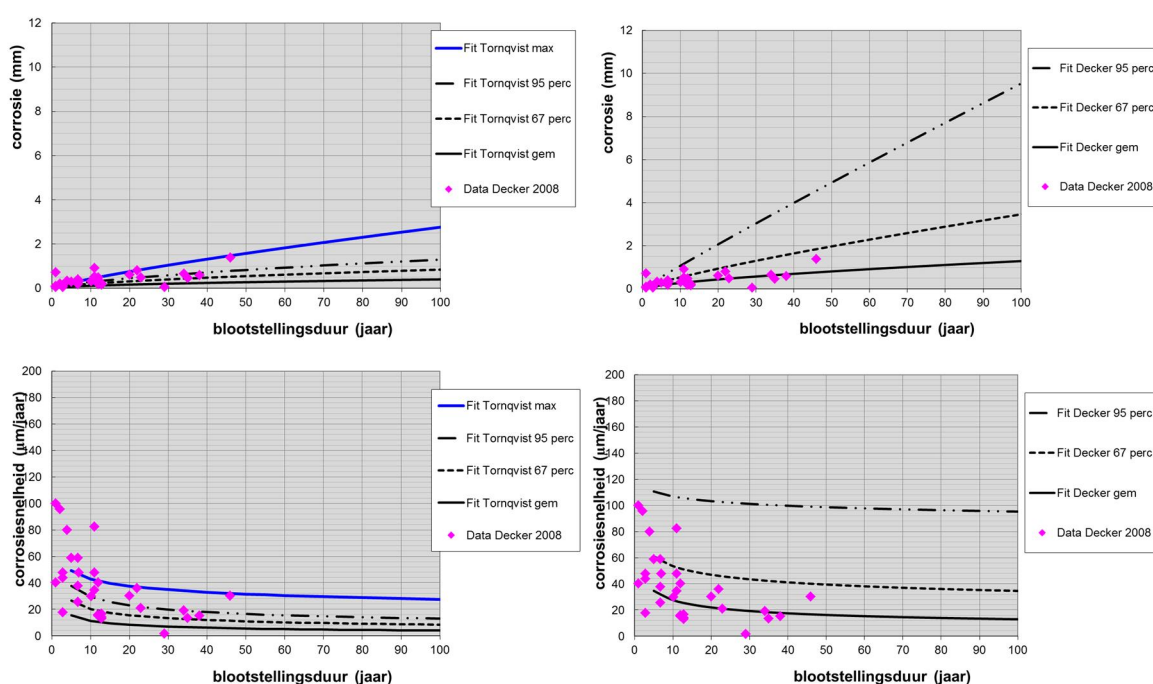 12
10
8
6
4
2
0
corrosie (mm)
0 10 20 30 40 50 60 70 80 90 100
blootstellingsduur (jaar)
Fit Tornqvist max
Fit Tornqvist 95 perc
Fit Tornqvist 67 perc
Fit Tornqvist gem
Data Decker 2008
12
10
8
6
4
2
0
corrosie (mm)
0 10 20 30 40 50 60 70 80 90 100
blootstellingsduur (jaar)
Fit Decker 95 perc
Fit Decker 67 perc
Fit Decker gem
Data Decker 2008
200
180
160
140
120
100
80
60
40
20
0
corrosiesnelheid (µm/jaar)
0 10 20 30 40 50 60 70 80 90 100
blootstellingsduur (jaar)
Fit Tornqvist max
Fit Tornqvist 95 perc
Fit Tornqvist 67 perc
Fit Tornqvist gem
Data Decker 2008
200
180
160
140
120
100
80
60
40
20
0
corrosiesnelheid (µm/jaar)
0 10 20 30 40 50 60 70 80 90 100
blootstellingsduur (jaar)
Fit Decker 95 perc
Fit Decker 67 perc
Fit Decker gem
Data Decker 2008